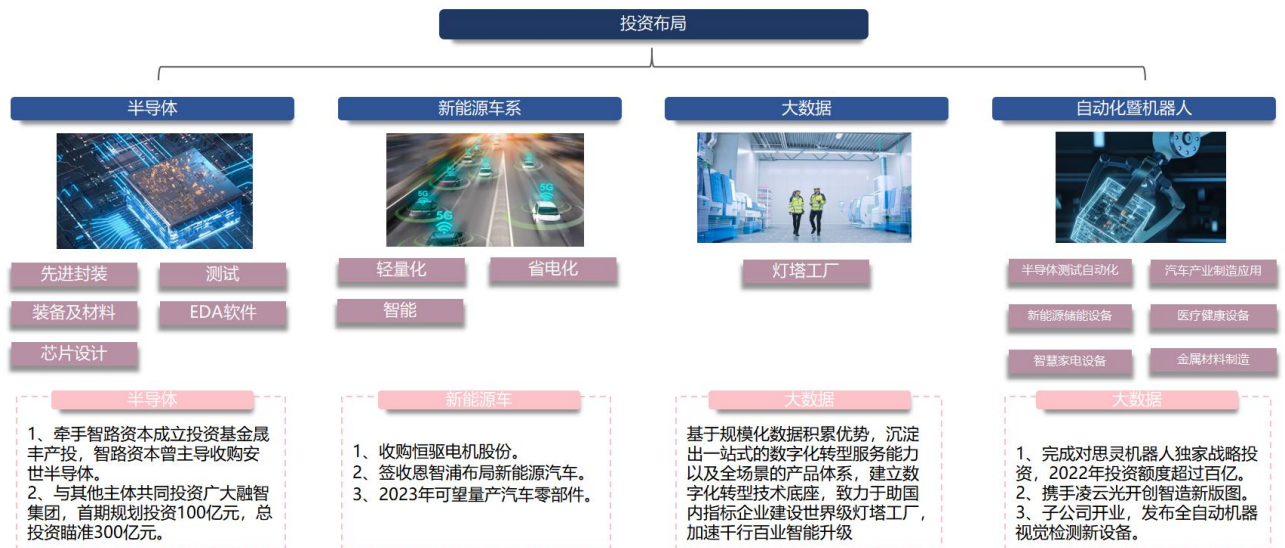 投资布局
半导体
新能源车系
大数据
自动化暨机器人
5G
5G
5G
5G
先进封装
测试
装备及材料
EDA软件
芯片设计
轻量化
省电化
智能
灯塔工厂
半导体测试自动化
汽车产业制造应用
新能源储能设备
医疗健康设备
智慧家电设备
金属材料制造
半导体
1、牵手智路资本成立投资基金晟
丰产投，智路资本曾主导收购安
世半导体。
2、与其他主体共同投资广大融智
集团，首期规划投资100亿元，总
投资瞄准300亿元。
新能源车
1、收购恒驱电机股份。
2、签收恩智浦布局新能源汽车。
3、2023年可望量产汽车零部件。
大数据
基于规模化数据积累优势，沉淀
出一站式的数字化转型服务能力
以及全场景的产品体系，建立数
字化转型技术底座，致力于助国
内指标企业建设世界级灯塔工厂，
加速千行百业智能升级
大数据
1、完成对思灵机器人独家战略投
资，2022年投资额度超过百亿。
2、携手凌云光开创智造新版图。
3、子公司开业，发布全自动机器
视觉检测新设备。